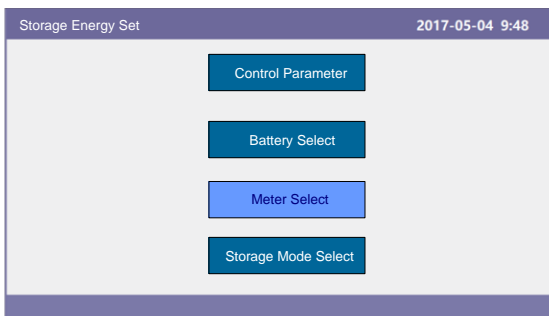 Storage Energy Set 2017-05-04 9:48
Control Parameter
Battery Select
Meter Select
Storage Mode Select